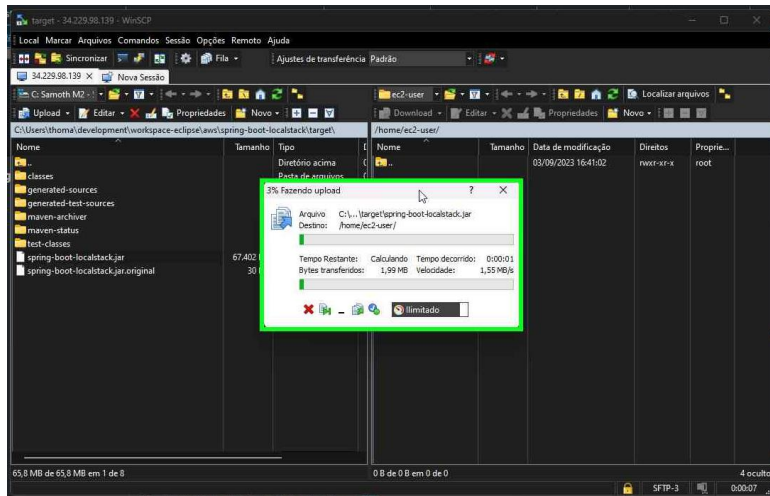 target - 34.229.98.139 - WinSCP
Local Marcar Arquivos Comandos Sessão Opções Remoto Ajuda
Sincronizar Fila Ajustes de transferência Padrão
34.229.98.139 Nova Sessão
C: Samoth M2 - ec2-user Localizar arquivos
Upload Editar Propriedades Novo Download Editar Propriedades Novo
C:\Users\thoma\development\workspace-eclipse\aws\spring-boot-localstack\target\ /home/ec2-user/
Nome Tamanho Tipo Nome Tamanho Data de modificação Direitos Proprie...
.. Diretório acima .. 03/09/2023 16:41:02 rwxr-xr-x root
classes Pasta de arquivos
generated-sources
generated-test-sources
maven-archiver
maven-status
test-classes
spring-boot-localstack.jar 67.402
spring-boot-localstack.jar.original 30
3% Fazendo upload ? X
Arquivo C:\...\target\spring-boot-localstack.jar
Destino: /home/ec2-user/
Tempo Restante: Calculando Tempo decorrido: 0:00:01
Bytes transferidos: 1,99 MB Velocidade: 1,55 MB/s
Ilimitado
65,8 MB de 65,8 MB em 1 de 8 0 B de 0 B em 0 de 0 4 oculto
SFTP-3 0:00:07